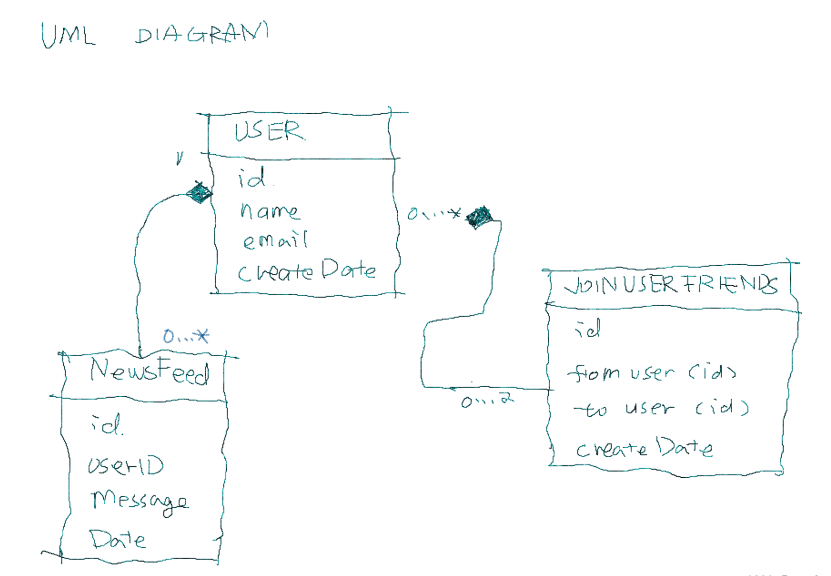 UML DIAGRAM
USER
id
name
email
createDate
0...*
0...*
NewsFeed
id.
userID
Message
Date
JOINUSERFRIENDS
id
from user (id)
to user (id)
createDate
0...2